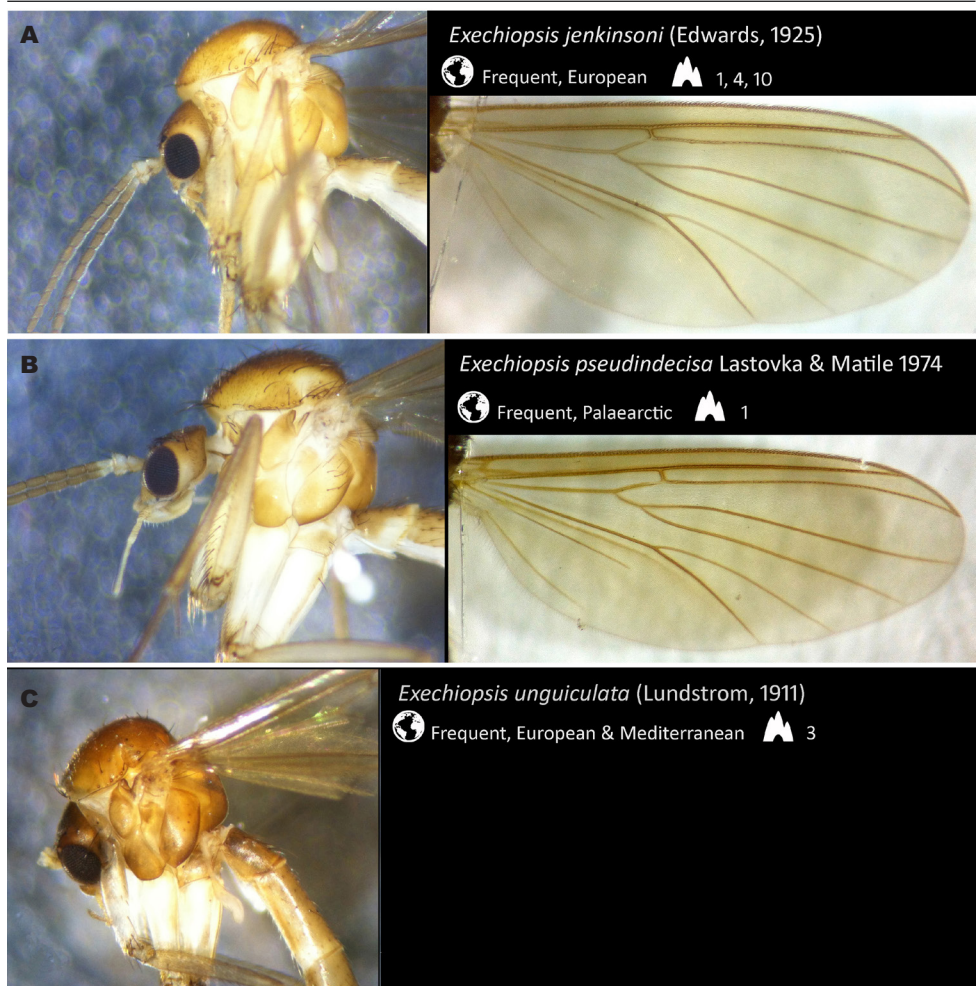 A
Exechiopsis jenkinsoni (Edwards, 1925)
Frequent, European 1, 4, 10
B
Exechiopsis pseudindecisa Lastovka & Matile 1974
Frequent, Palaearctic 1
C
Exechiopsis unguiculata (Lundstrom, 1911)
Frequent, European & Mediterranean 3